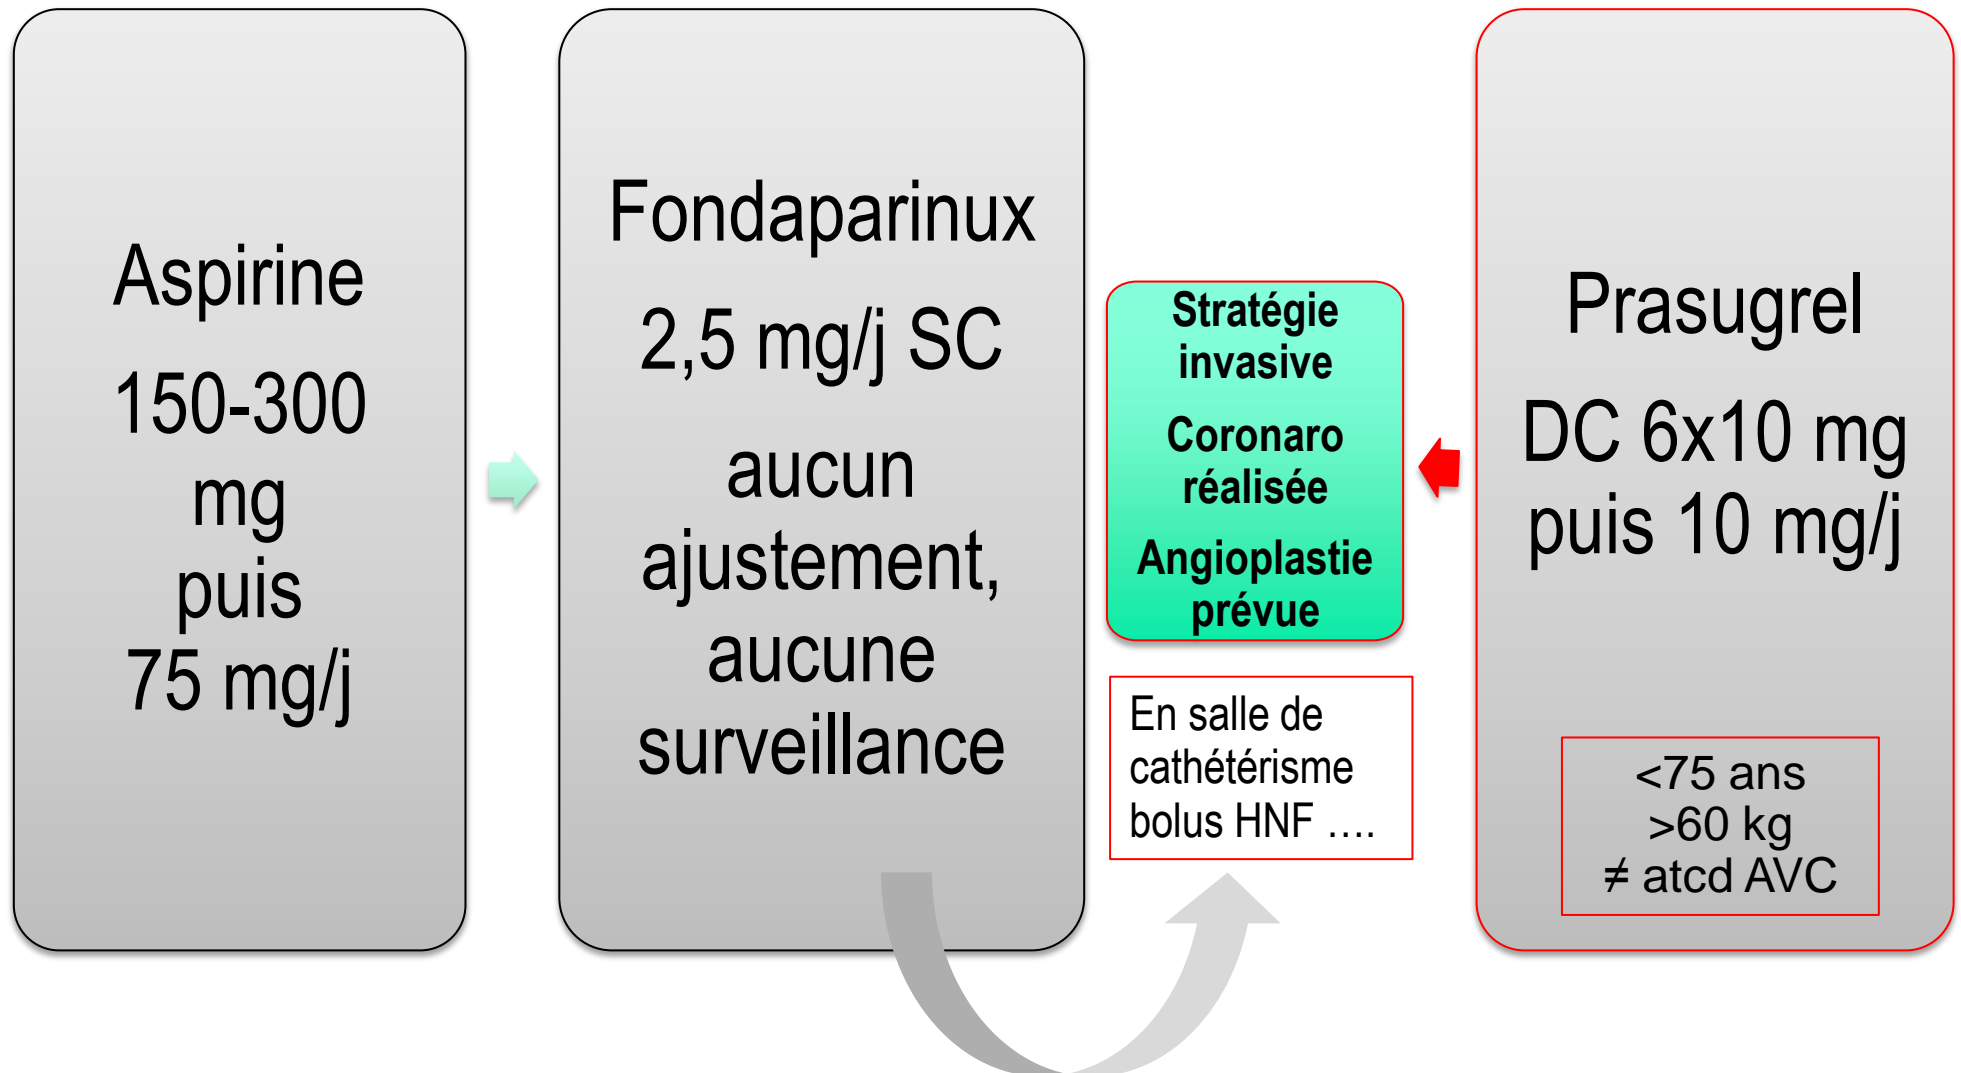 Aspirine
150-300
mg
puis
75 mg/j
Fondaparinux
2,5 mg/j SC
aucun
ajustement,
aucune
surveillance
Stratégie
invasive
Coronaro
réalisée
Angioplastie
prévue
En salle de
cathétérisme
bolus HNF ….
Prasugrel
DC 6x10 mg
puis 10 mg/j
<75 ans
>60 kg
≠ atcd AVC